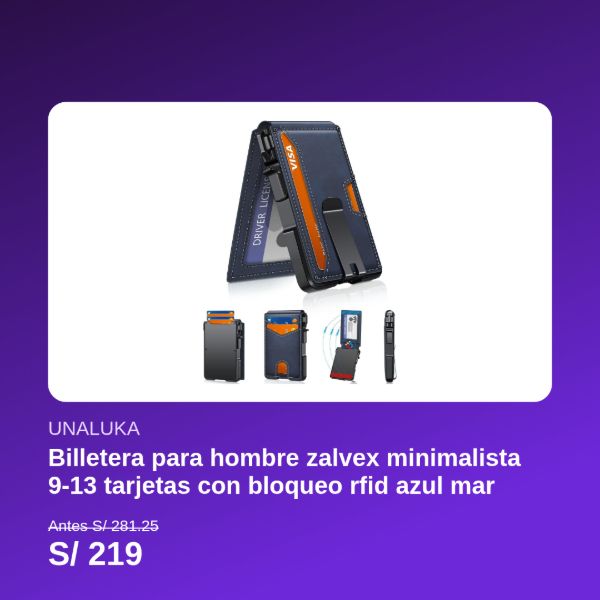 VISA
DRIVER LICENSE
UNALUKA
Billetera para hombre zalvex minimalista
9-13 tarjetas con bloqueo rfid azul mar
Antes S/ 281.25
S/ 219